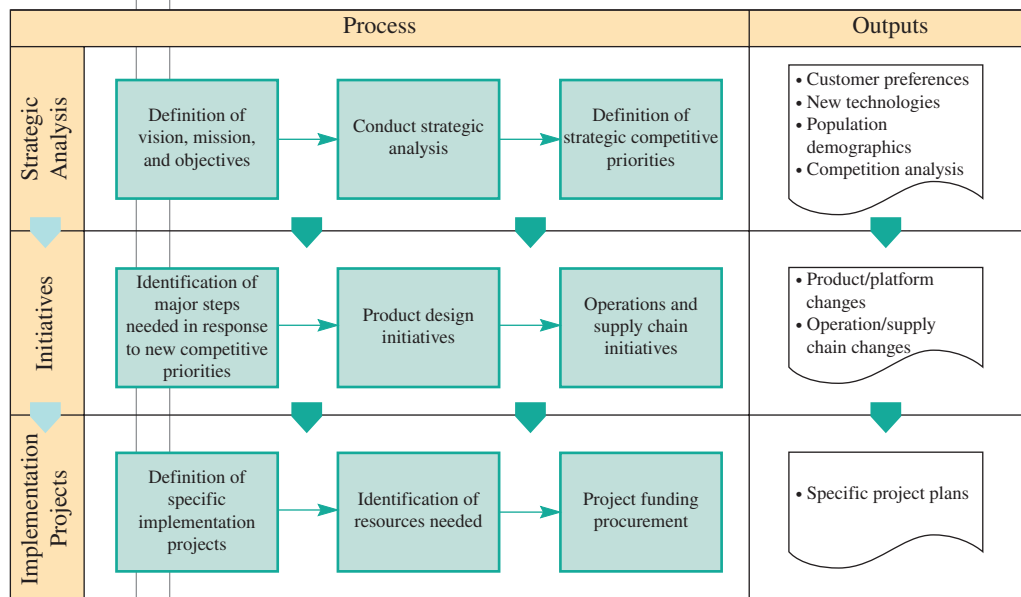 Process
Outputs
Strategic
Analysis
Definition of
vision, mission,
and objectives
Conduct strategic
analysis
Definition of
strategic competitive
priorities
• Customer preferences
• New technologies
• Population
demographics
• Competition analysis
Initiatives
Identification of
major steps
needed in response
to new competitive
priorities
Product design
initiatives
Operations and
supply chain
initiatives
• Product/platform
changes
• Operation/supply
chain changes
Implementation
Projects
Definition of
specific
implementation
projects
Identification of
resources needed
Project funding
procurement
• Specific project plans